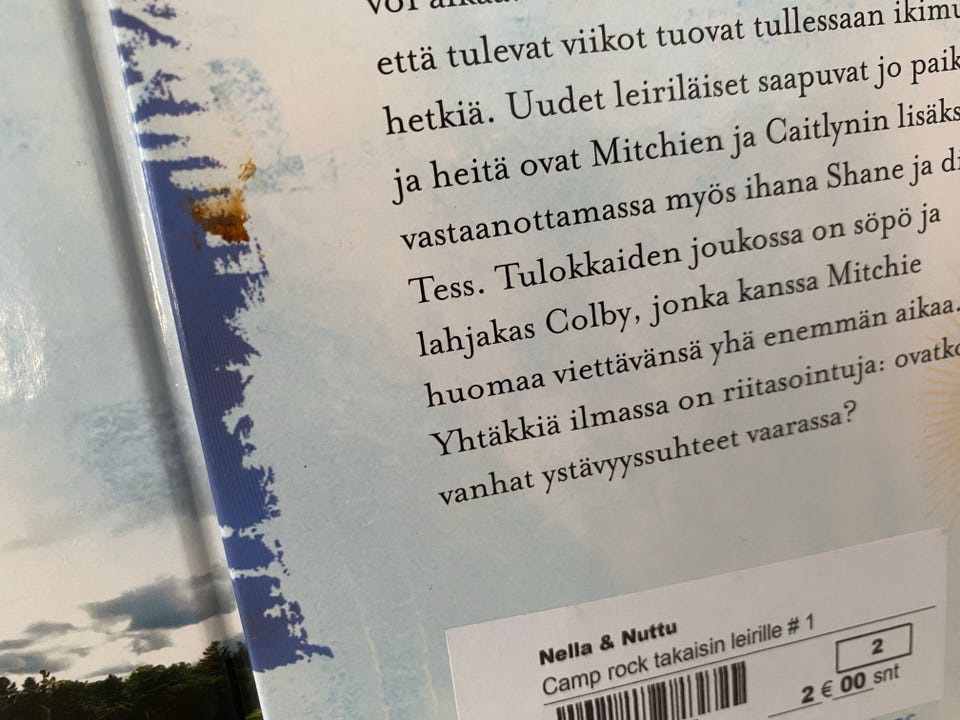 että tulevat viikot tuovat tullessaan
hetkiä. Uudet leiriläiset saapuvat jo
ja heitä ovat Mitchien ja Caitlynin
vastaanottamassa myös ihana Shane ja
Tess. Tulokkaiden joukossa on söpö ja
lahjakas Colby, jonka kanssa Mitchie
huomaa viettävänsä yhä enemmän aikaa.
Yhtäkkiä ilmassa on riitasointuja:
vanhat ystävyyssuhteet vaarassa?
Nella & Nuttu
Camp rock takaisin leirille # 1
2
2 € 00 snt